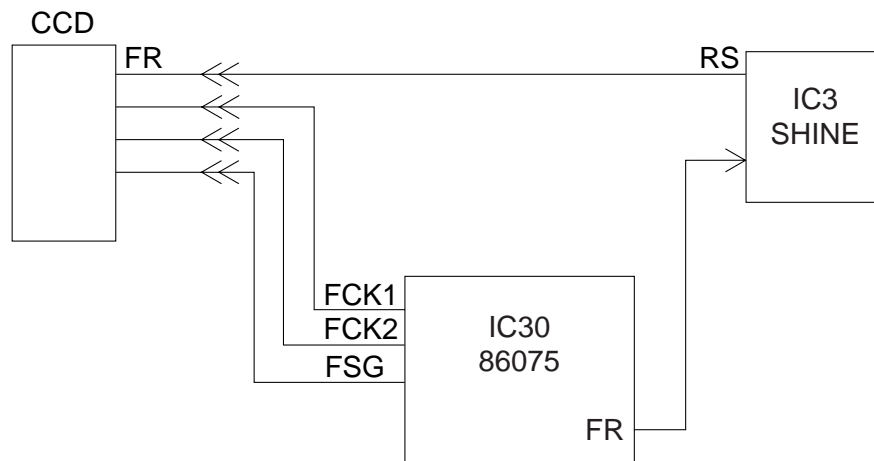 CCD
FR
RS
IC3
SHINE
FCK1
FCK2
FSG
IC30
86075
FR